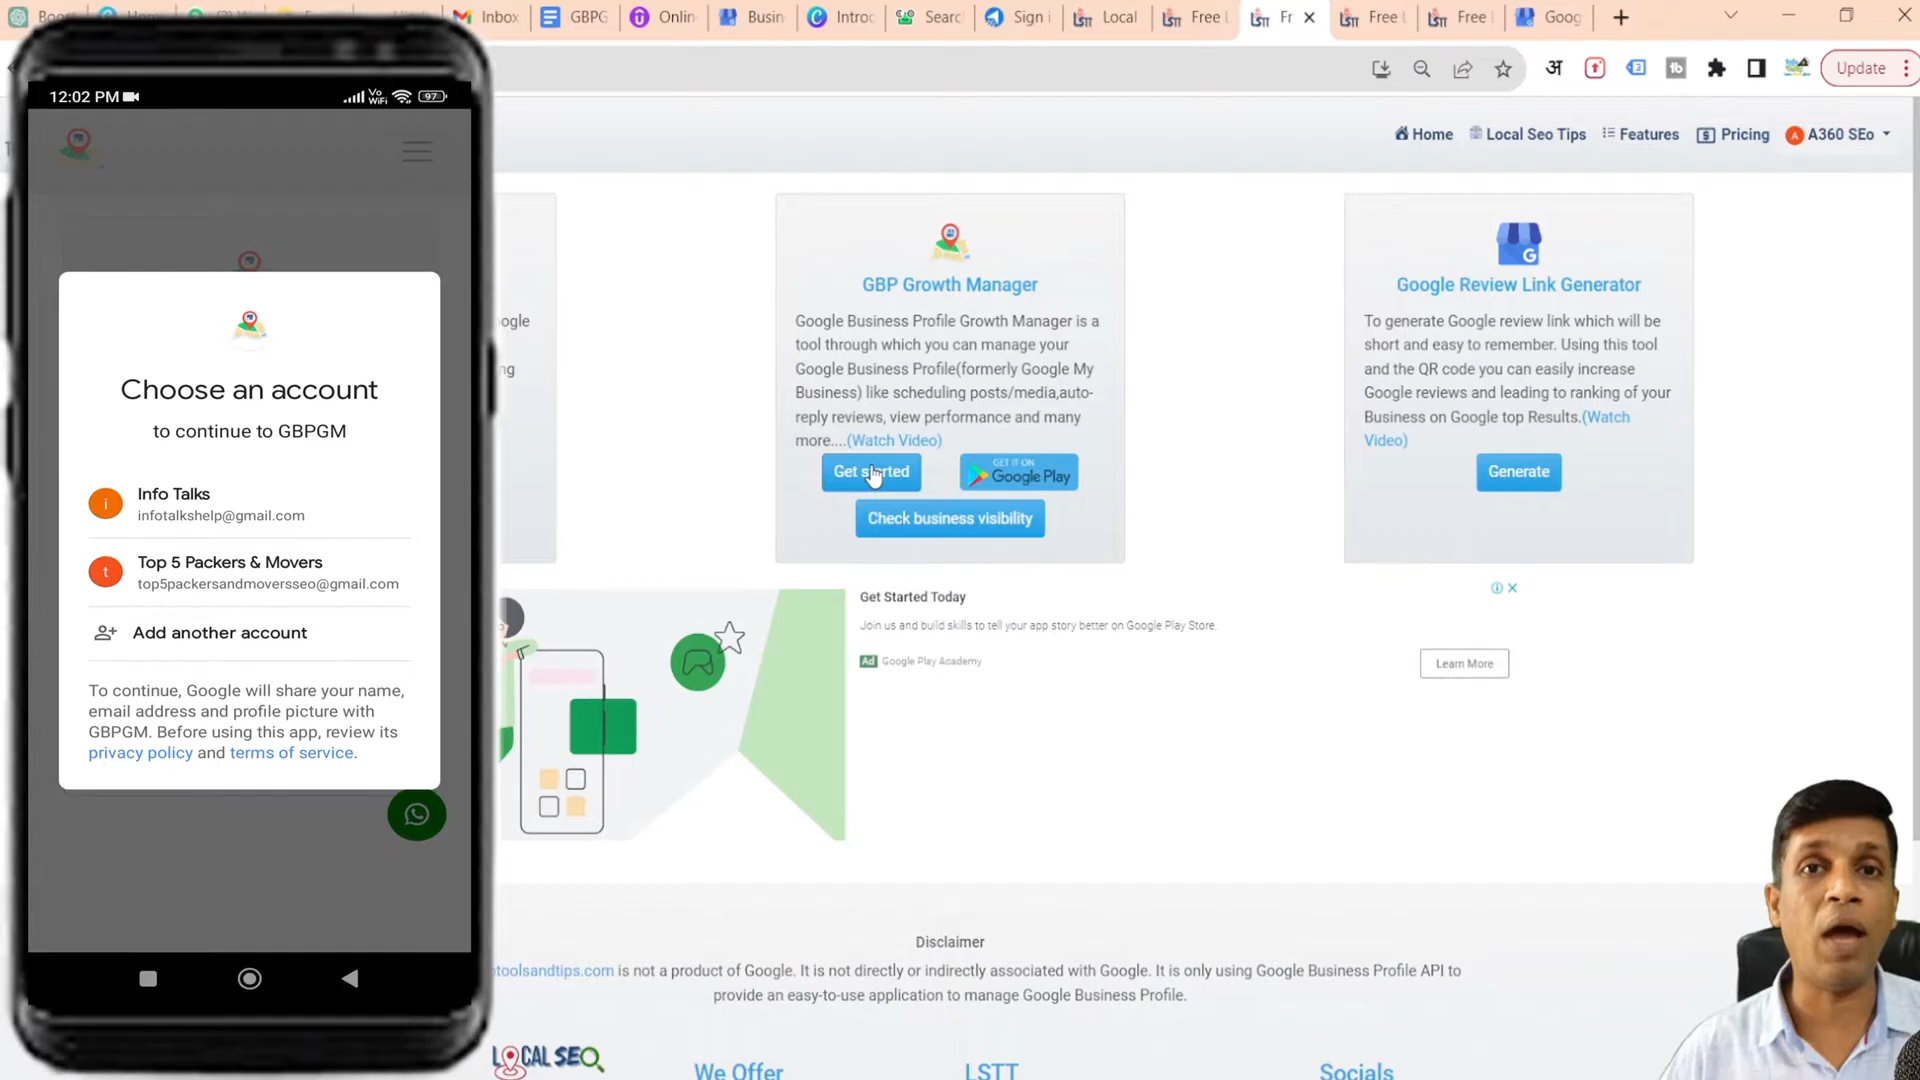 Inbox
GBPG
Onlin
Busin
Introc
Searc
Sign i
Local
Free L
Fr
Free L
Free L
Goog
12:02 PM
Vo
WiFi
97
अ
Update
Home
Local Seo Tips
Features
Pricing
A
A360 SEo
Choose an account
to continue to GBPGM
i
Info Talks
infotalkshelp@gmail.com
t
Top 5 Packers & Movers
top5packersandmoversseo@gmail.com
Add another account
To continue, Google will share your name,
email address and profile picture with
GBPGM. Before using this app, review its
privacy policy and terms of service.
ogle
ng
GBP Growth Manager
Google Business Profile Growth Manager is a
tool through which you can manage your
Google Business Profile(formerly Google My
Business) like scheduling posts/media,auto-
reply reviews, view performance and many
more....(Watch Video)
Get started
GET IT ON
Google Play
Check business visibility
G
Google Review Link Generator
To generate Google review link which will be
short and easy to remember. Using this tool
and the QR code you can easily increase
Google reviews and leading to ranking of your
Business on Google top Results.(Watch
Video)
Generate
Get Started Today
Join us and build skills to tell your app story better on Google Play Store.
Ad Google Play Academy
Learn More
Disclaimer
otoolsandtips.com is not a product of Google. It is not directly or indirectly associated with Google. It is only using Google Business Profile API to
provide an easy-to-use application to manage Google Business Profile.
LOCAL SEO
We Offer
LSTT
Socials